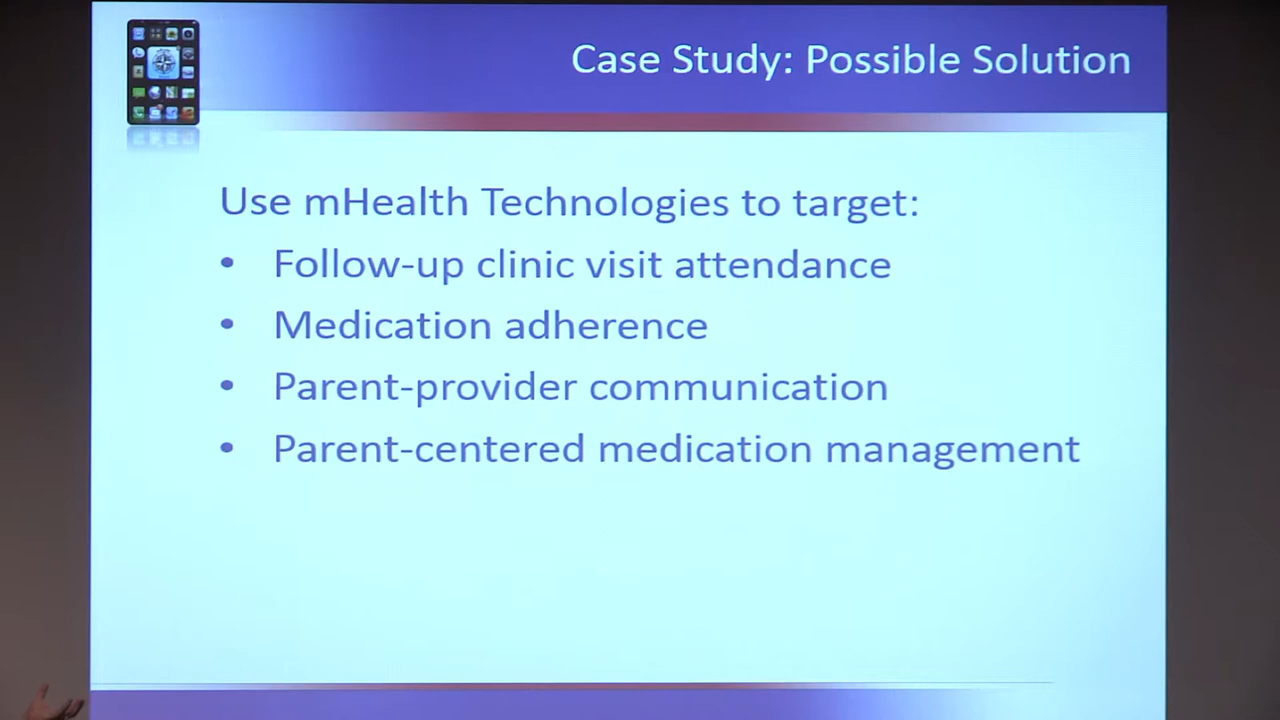 Case Study: Possible Solution
Use mHealth Technologies to target:
• Follow-up clinic visit attendance
• Medication adherence
• Parent-provider communication
• Parent-centered medication management